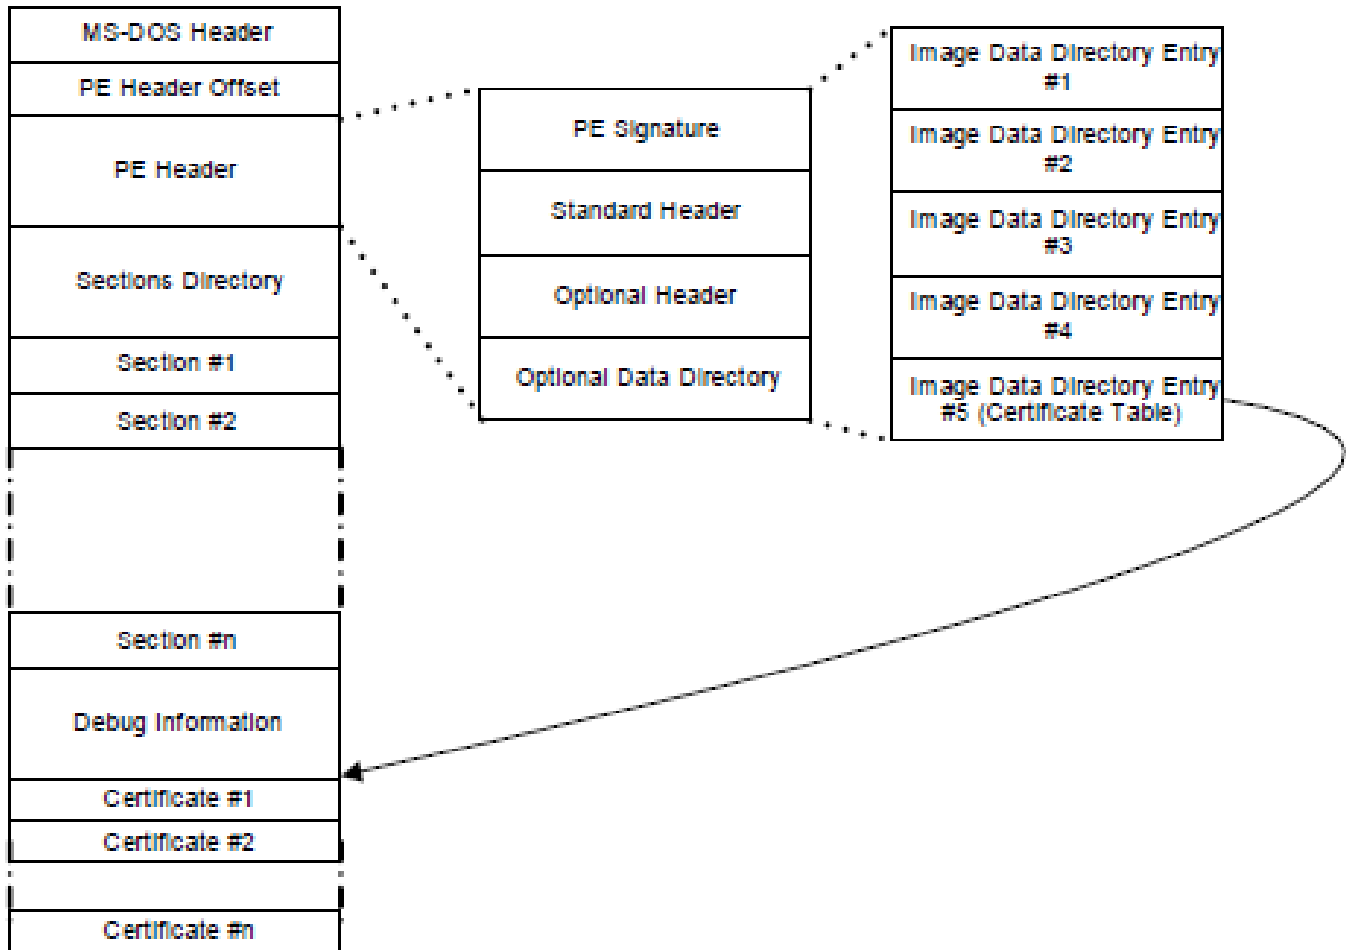 MS-DOS Header
PE Header Offset
PE Header
Sections Directory
Section #1
Section #2
Section #n
Debug Information
Certificate #1
Certificate #2
Certificate #n
PE Signature
Standard Header
Optional Header
Optional Data Directory
Image Data Directory Entry
#1
Image Data Directory Entry
#2
Image Data Directory Entry
#3
Image Data Directory Entry
#4
Image Data Directory Entry
#5 (Certificate Table)